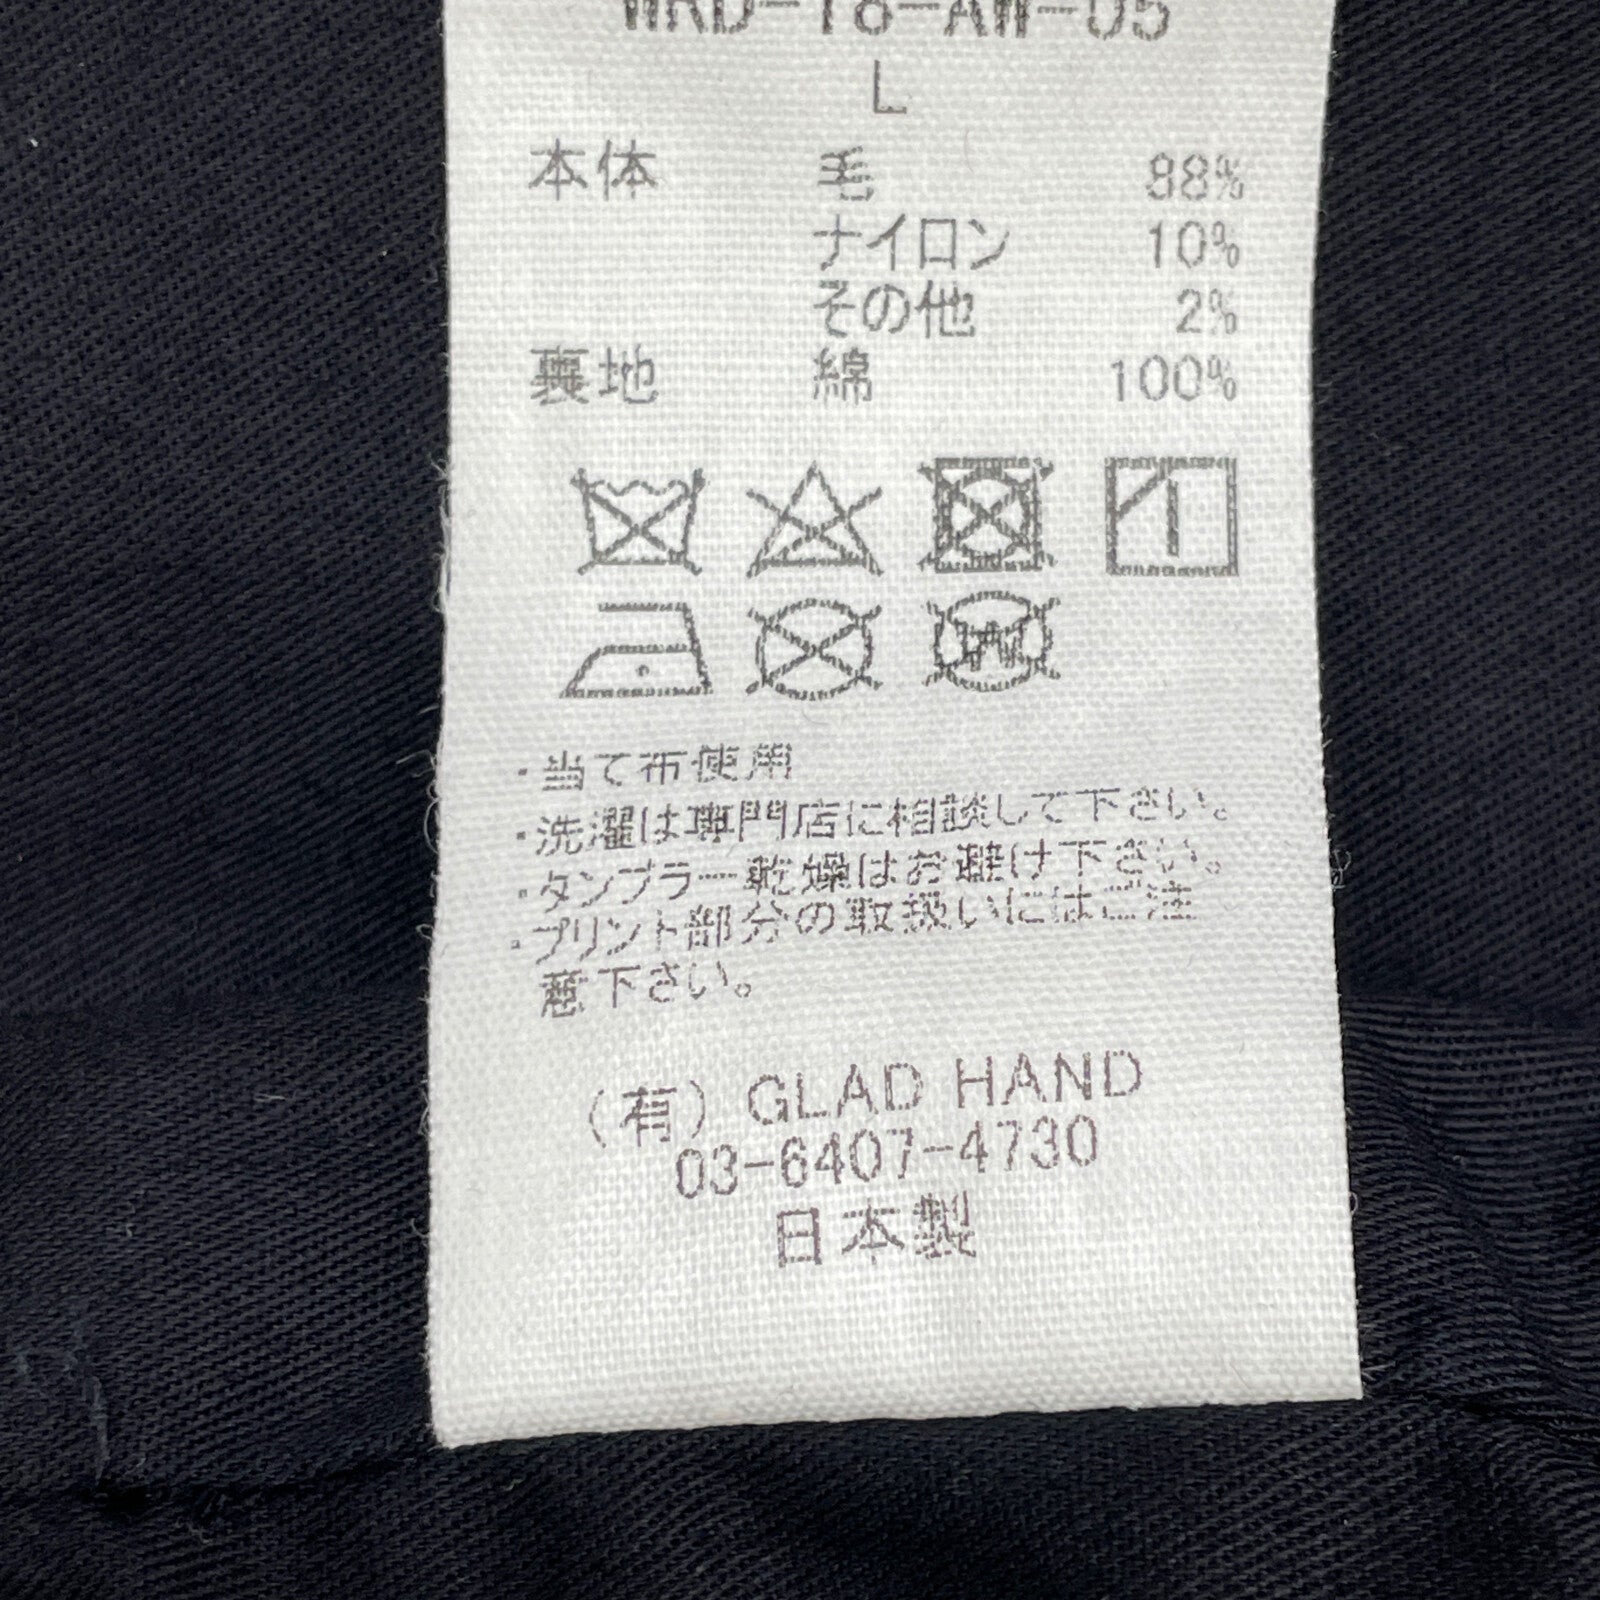 WRD-18-AW-05
L
本体 毛 88%
ナイロン 10%
その他 2%
裏地 綿 100%
・当て布使用
・洗濯は専門店に相談して下さい。
・タンブラー乾燥はお避け下さい。
・プリント部分の取扱いにはご注
意下さい。
(有) GLAD HAND
03-6407-4730
日本製